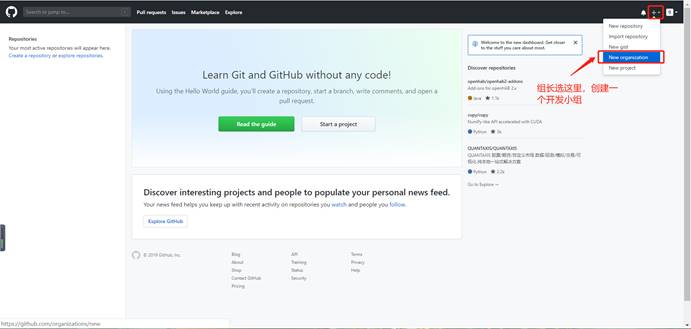 Search or jump to...
Pull requests Issues Marketplace Explore
Repositories
Your most active repositories will appear here.
Create a repository or explore repositories.
Learn Git and GitHub without any code!
Using the Hello World guide, you'll create a repository, start a branch, write comments, and open a
pull request.
Read the guide
Start a project
Discover interesting projects and people to populate your personal news feed.
Your news feed helps you keep up with recent activity on repositories you watch and people you follow.
Explore GitHub
© 2019 GitHub, Inc.
Blog
About
Shop
Contact GitHub
Pricing
API
Training
Status
Security
Terms
Privacy
Help
Welcome to the new dashboard. Get closer
to the stuff you care about most.
Discover repositories
openhab/openhab2-addons
Add-ons for openHAB 2.x
Java 1.1k
cupy/cupy
NumPy-like API accelerated with CUDA
Python 3k
QUANTAXIS/QUANTAXIS
Python 2.2k
Go to Explore →
New repository
Import repository
New gist
New organization
New project
组长选这里，创建一
个开发小组
https://github.com/organizations/new